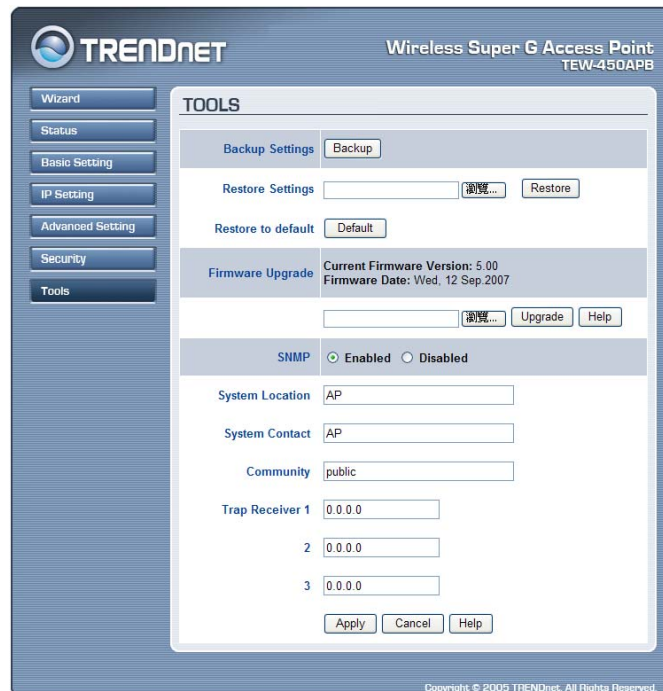 TRENDNET
Wireless Super G Access Point
TEW-450APB
Wizard
Status
Basic Setting
IP Setting
Advanced Setting
Security
Tools
TOOLS
Backup Settings Backup
Restore Settings 瀏覽... Restore
Restore to default Default
Firmware Upgrade Current Firmware Version: 5.00
Firmware Date: Wed, 12 Sep.2007
瀏覽... Upgrade Help
SNMP Enabled Disabled
System Location AP
System Contact AP
Community public
Trap Receiver 1 0.0.0.0
2 0.0.0.0
3 0.0.0.0
Apply Cancel Help
Copyright © 2005 TRENDnet. All Rights Reserved.